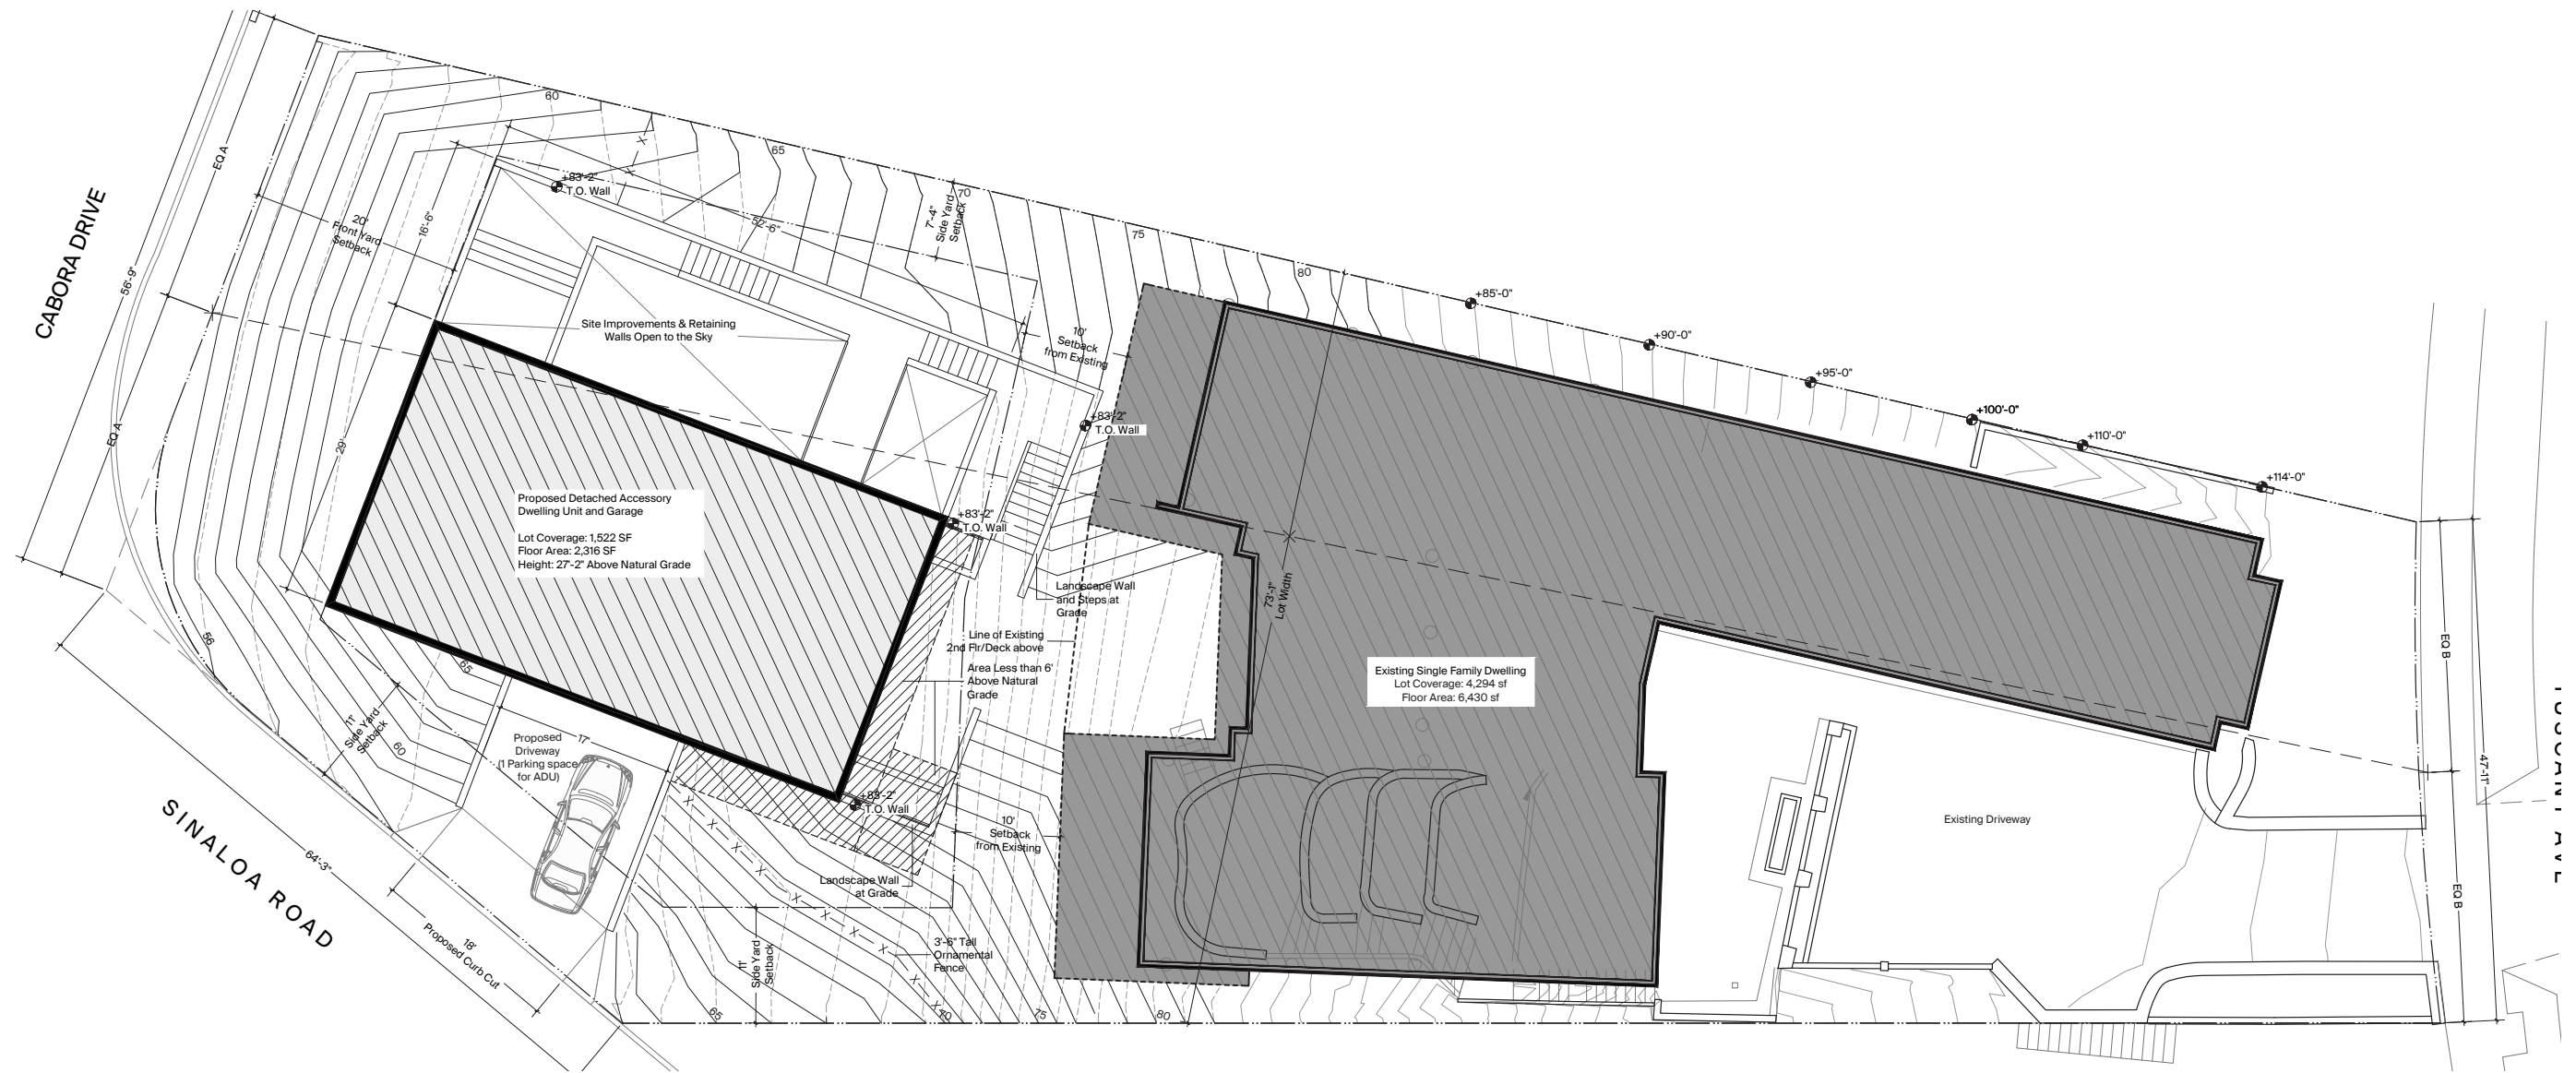 CABORA DRIVE
56'-9"
EQ A
EQ A
20'
Front Yard
Setback
16'-6"
29'
60
65
70
75
80
+83'-2"
T.O. Wall
52'-6"
7'-4"
Side Yard
Setback
Site Improvements & Retaining
Walls Open to the Sky
10'
Setback
from Existing
+83'-2"
T.O. Wall
+85'-0"
+90'-0"
+95'-0"
+100'-0"
+110'-0"
+114'-0"
Proposed Detached Accessory
Dwelling Unit and Garage
Lot Coverage: 1,522 SF
Floor Area: 2,316 SF
Height: 27'-2" Above Natural Grade
+83'-2"
T.O. Wall
Landscape Wall
and Steps at
Grade
Line of Existing
2nd Flr/Deck above
Area Less than 6'
Above Natural
Grade
73'-1"
Lot Width
Existing Single Family Dwelling
Lot Coverage: 4,294 sf
Floor Area: 6,430 sf
56
65
60
11'
Side Yard
Setback
17'
Proposed
Driveway
(1 Parking space
for ADU)
+83'-2"
T.O. Wall
10'
Setback
from Existing
Landscape Wall
at Grade
3'-6" Tall
Ornamental
Fence
11'
Side Yard
Setback
SINALOA ROAD
64'-3"
18'
Proposed Curb Cut
65
75
80
Existing Driveway
EQ B
EQ B
47'-11"